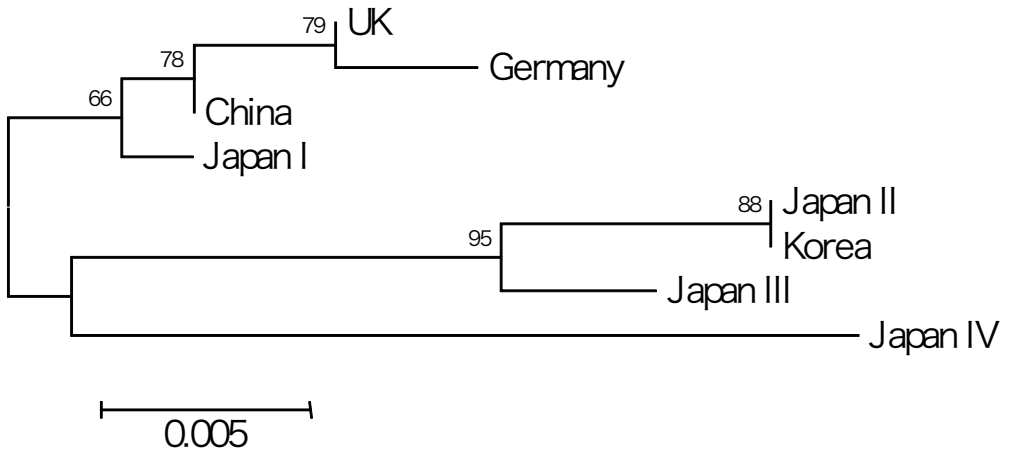 79
UK
Germany
78
66
China
Japan I
88
Japan II
95
Korea
Japan III
Japan IV
0.005